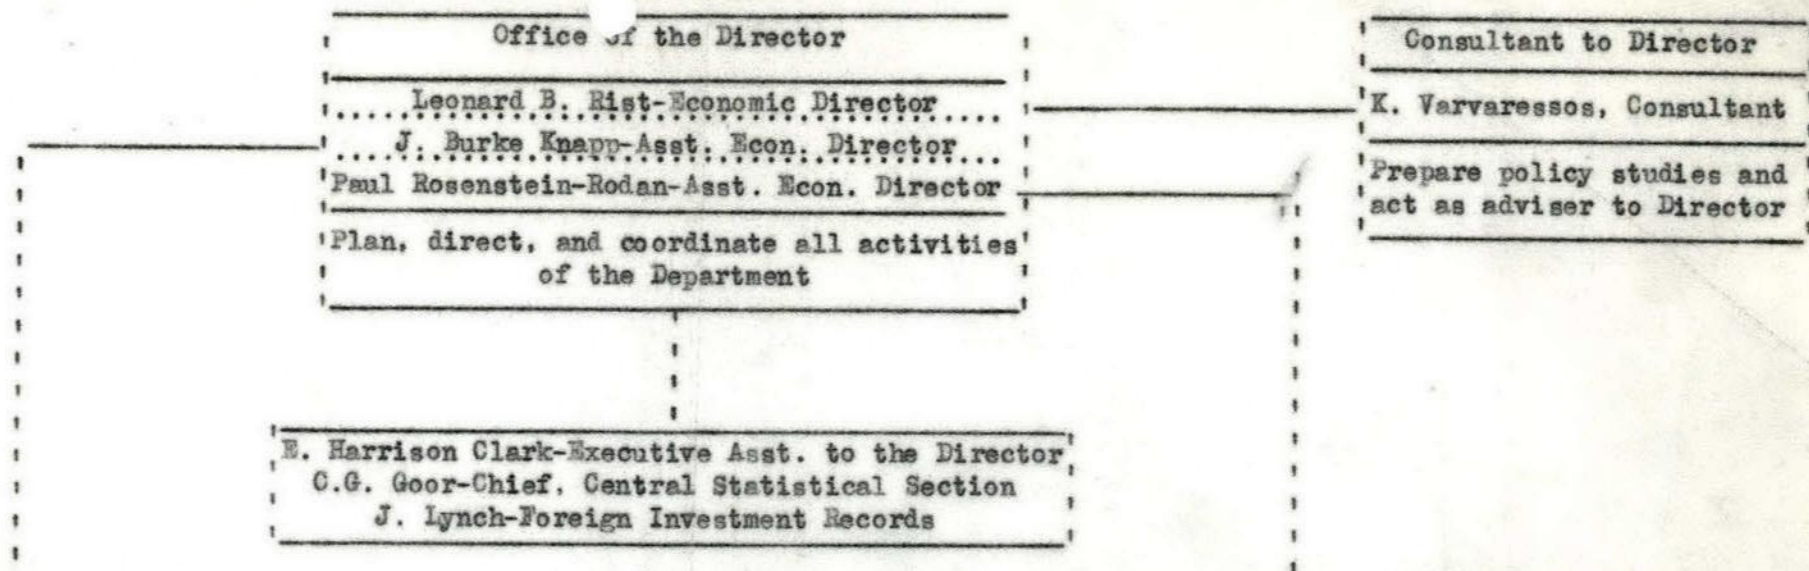 Office of the Director
Leonard B. Rist-Economic Director
J. Burke Knapp-Asst. Econ. Director
Paul Rosenstein-Rodan-Asst. Econ. Director
Plan, direct, and coordinate all activities
of the Department
Consultant to Director
K. Varvaressos, Consultant
Prepare policy studies and
act as adviser to Director
E. Harrison Clark-Executive Asst. to the Director
C.G. Goor-Chief, Central Statistical Section
J. Lynch-Foreign Investment Records